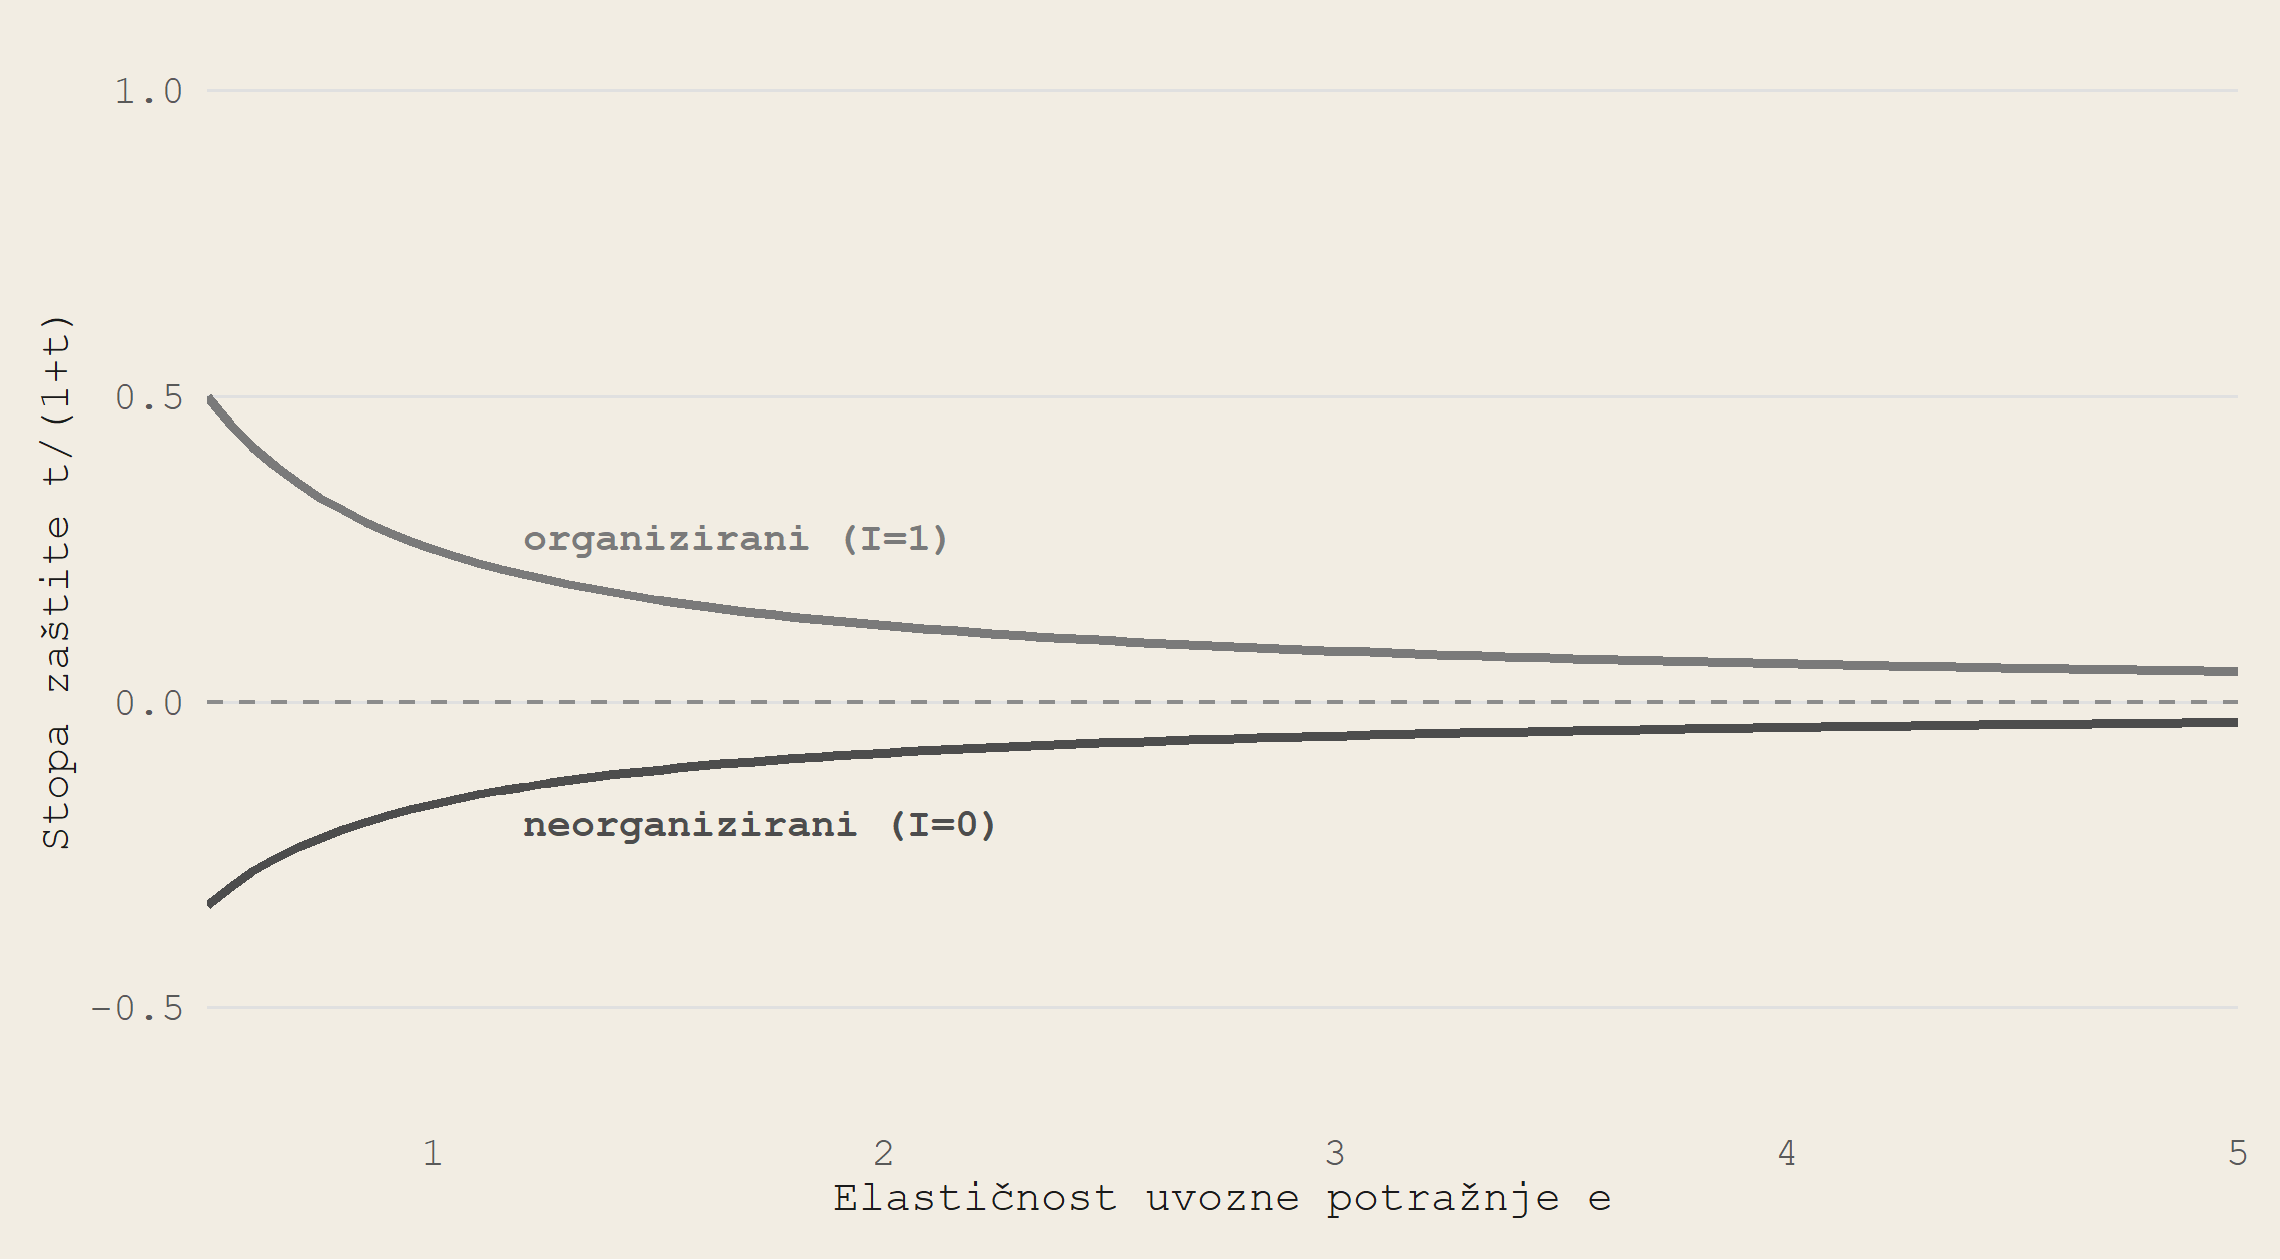 1.0
0.5
0.0
-0.5
Stopa zaštite t/(1+t)
organizirani (I=1)
neorganizirani (I=0)
1 2 3 4 5
Elastičnost uvozne potražnje e